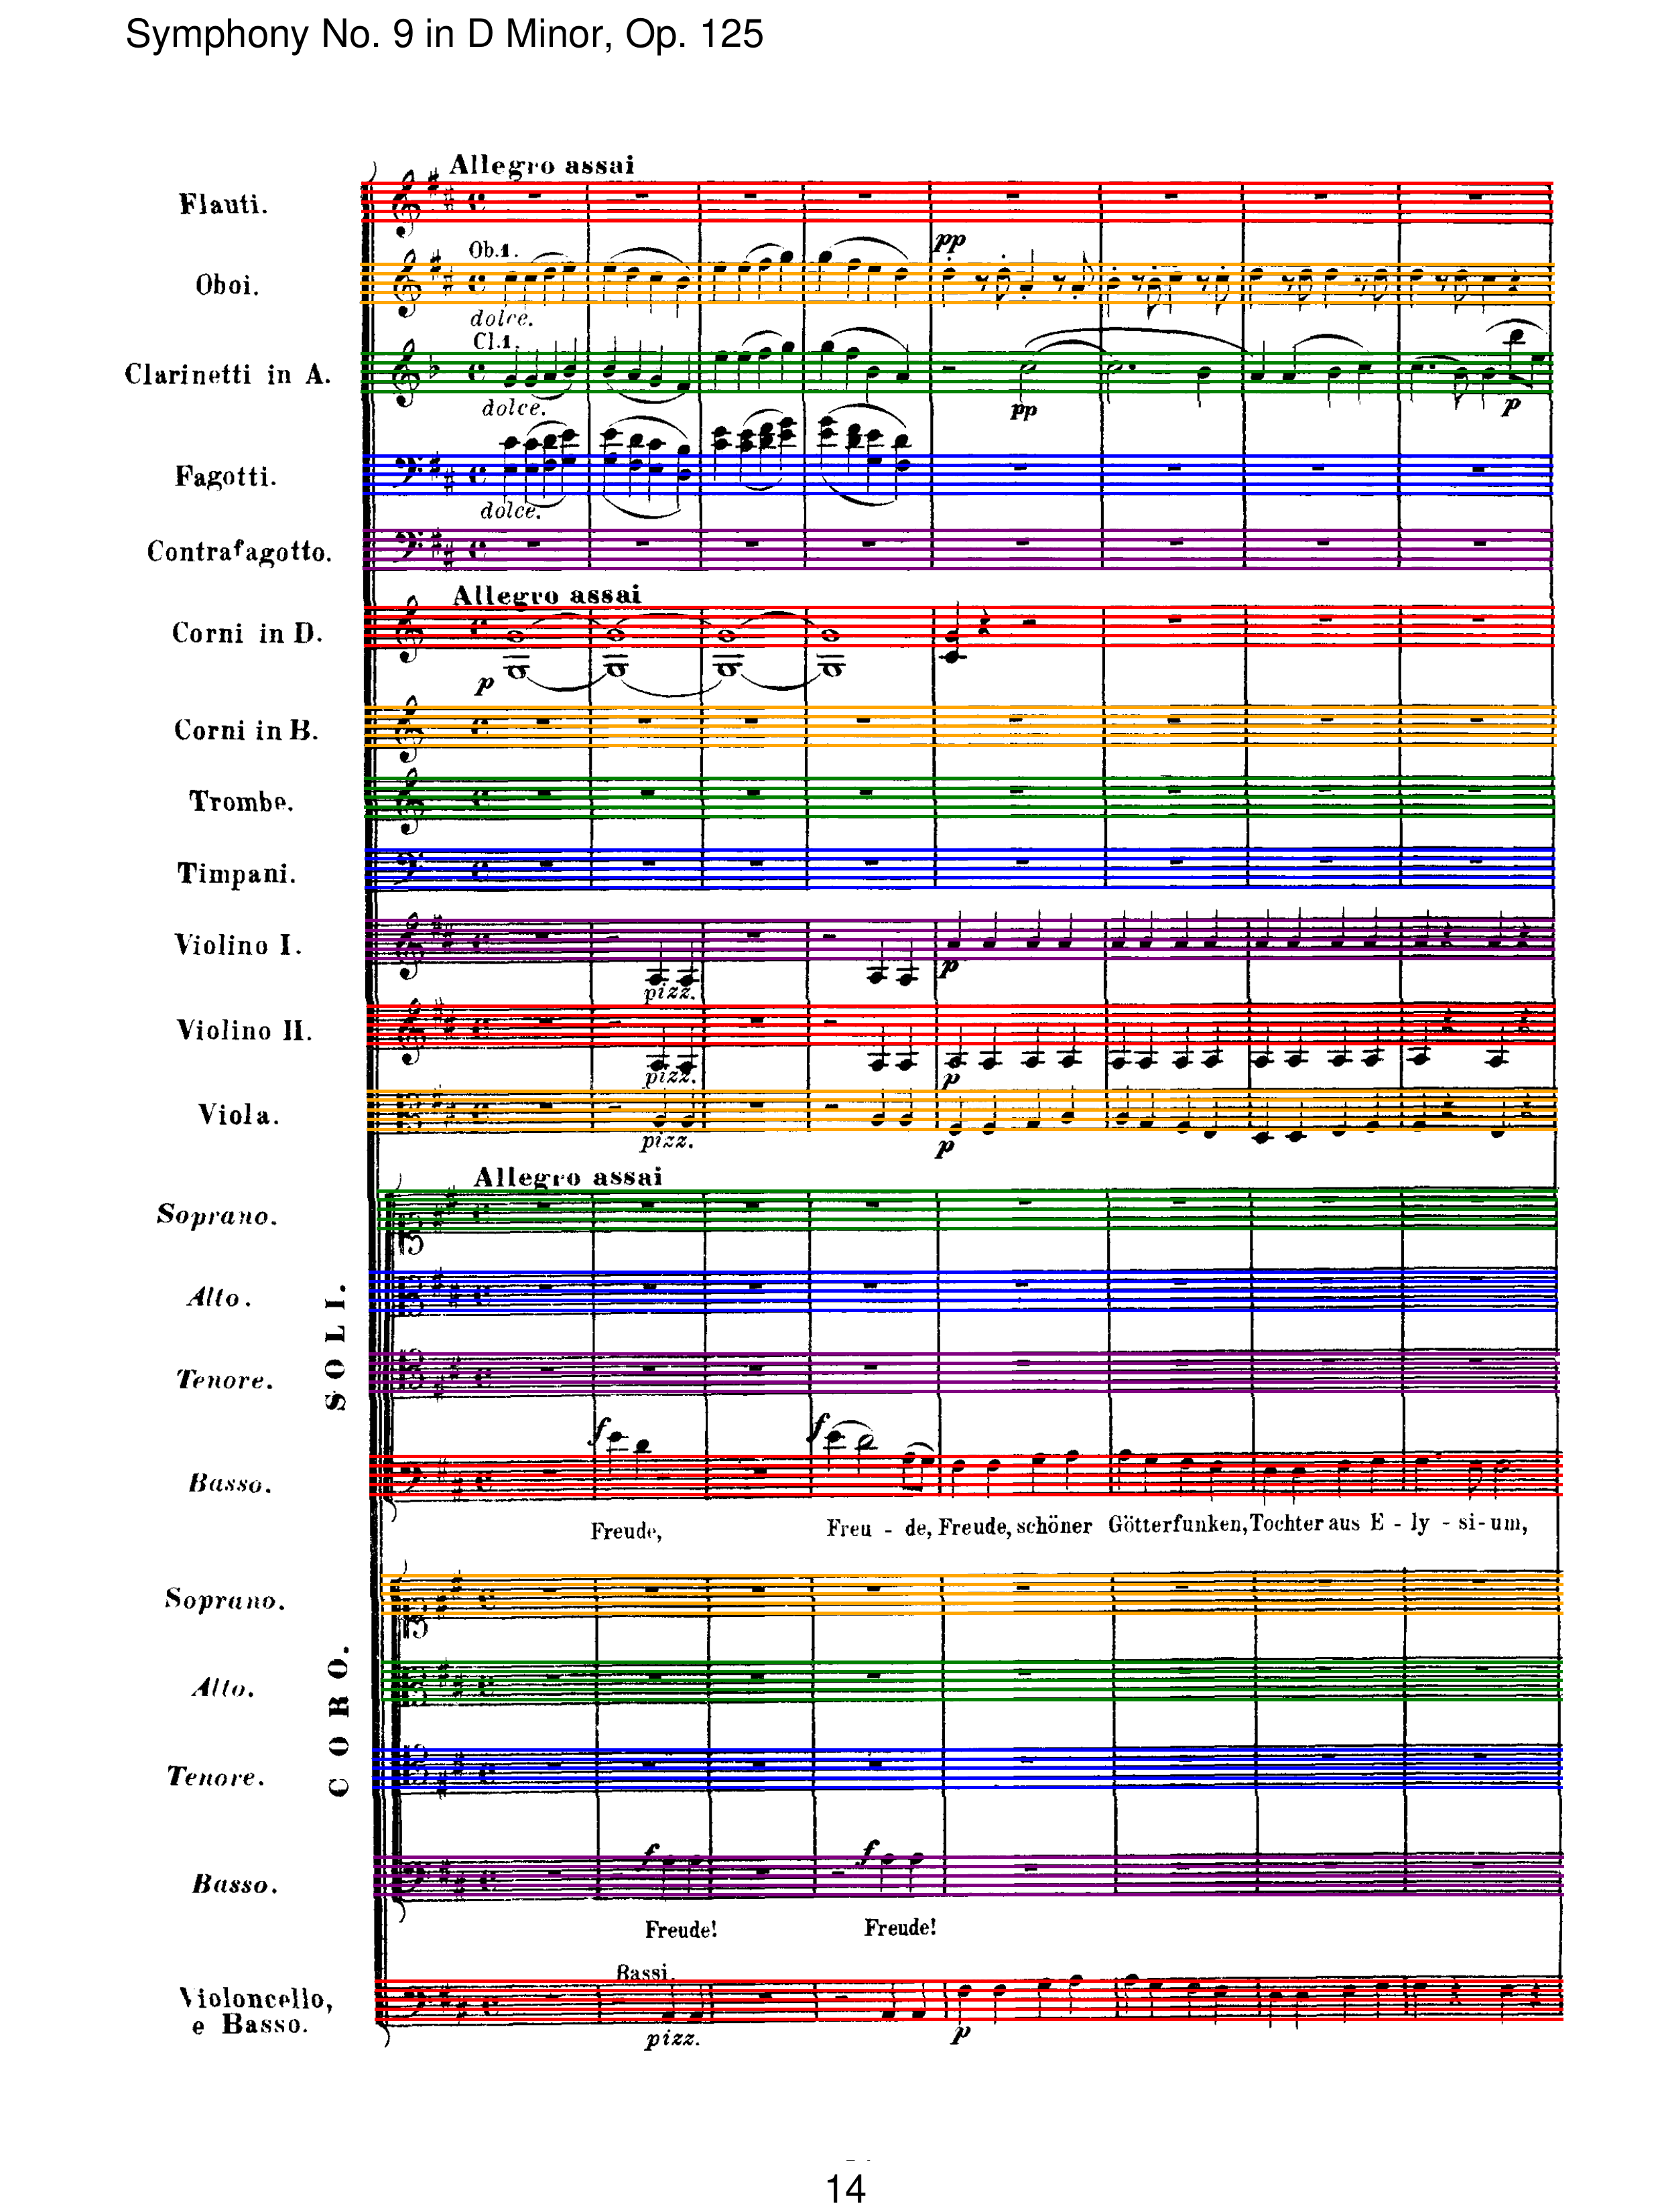 Symphony No. 9 in D Minor, Op. 125
Allegro assai
Flauti.
Ob.1.
pp
Oboi.
dolce.
Cl.1.
Clarinetti in A.
dolce.
pp
p
Fagotti.
dolce.
Contrafagotto.
Allegro assai
Corni in D.
p
Corni in B.
Trombe.
Timpani.
Violino I.
p
pizz.
Violino II.
pizz.
p
Viola.
pizz.
p
Allegro assai
Soprano.
SOLI.
Alto.
Tenore.
f
f
Basso.
Freude, Freu - de, Freude, schöner Götterfunken, Tochter aus E - ly - si - um,
Soprano.
CORO.
Alto.
Tenore.
f
f
Basso.
Freude! Freude!
Bassi.
Violoncello,
e Basso.
pizz.
p
14